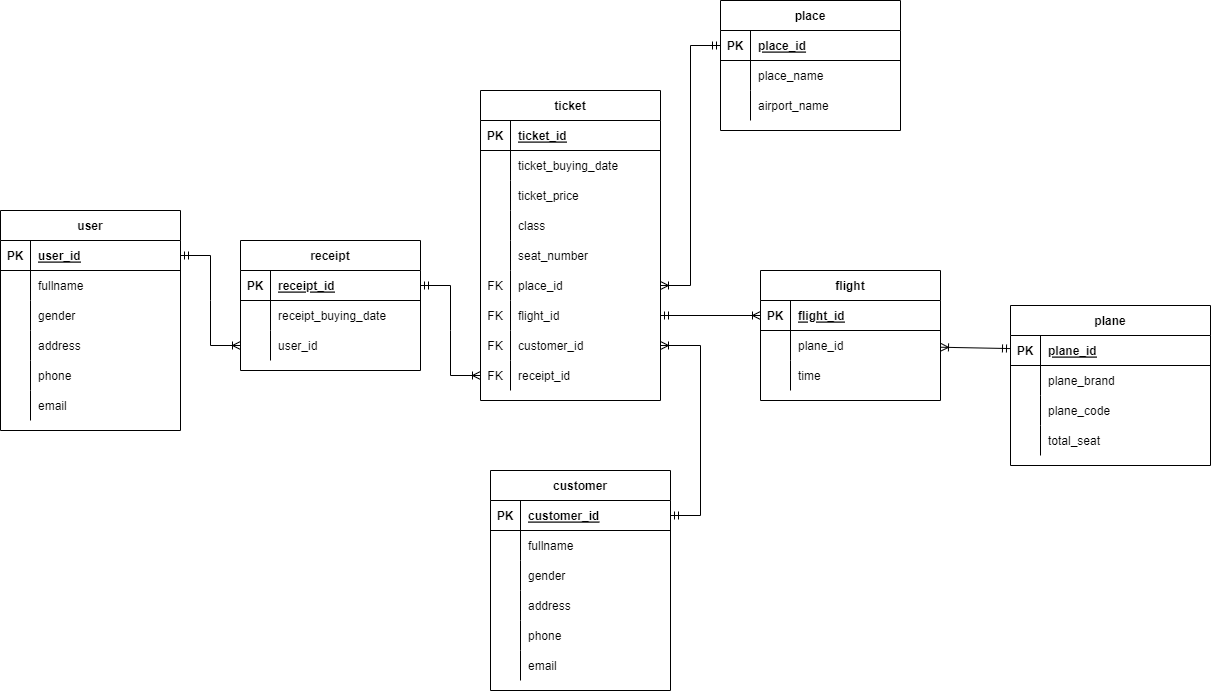 place
PK place_id
place_name
airport_name
ticket
PK ticket_id
ticket_buying_date
ticket_price
class
seat_number
FK place_id
FK flight_id
FK customer_id
FK receipt_id
user
PK user_id
fullname
gender
address
phone
email
receipt
PK receipt_id
receipt_buying_date
user_id
flight
PK flight_id
plane_id
time
plane
PK plane_id
plane_brand
plane_code
total_seat
customer
PK customer_id
fullname
gender
address
phone
email